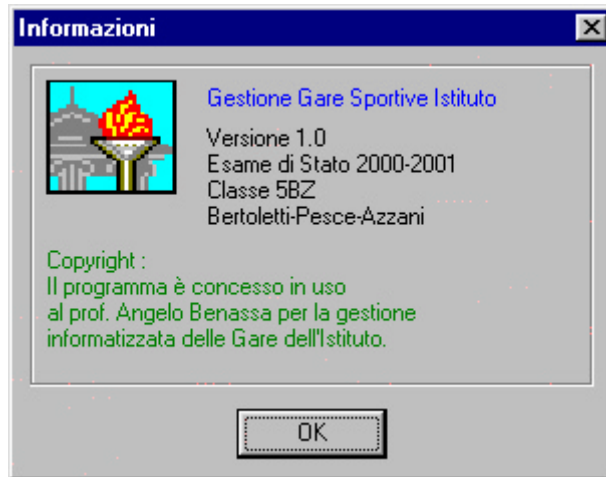 Informazioni
Gestione Gare Sportive Istituto
Versione 1.0
Esame di Stato 2000-2001
Classe 5BZ
Bertoletti-Pesce-Azzani
Copyright :
Il programma è concesso in uso
al prof. Angelo Benassa per la gestione
informatizzata delle Gare dell'Istituto.
OK